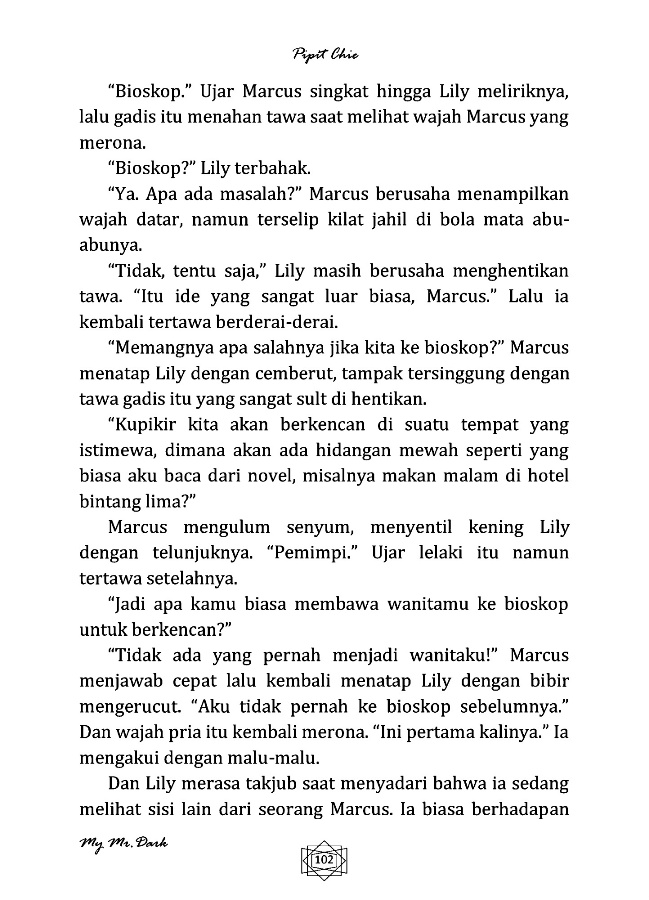 Pipit Chie
“Bioskop.” Ujar Marcus singkat hingga Lily meliriknya,
lalu gadis itu menahan tawa saat melihat wajah Marcus yang
merona.
“Bioskop?” Lily terbahak.
“Ya. Apa ada masalah?” Marcus berusaha menampilkan
wajah datar, namun terselip kilat jahil di bola mata abu-
abunya.
“Tidak, tentu saja,” Lily masih berusaha menghentikan
tawa. “Itu ide yang sangat luar biasa, Marcus.” Lalu ia
kembali tertawa berderai-derai.
“Memangnya apa salahnya jika kita ke bioskop?” Marcus
menatap Lily dengan cemberut, tampak tersinggung dengan
tawa gadis itu yang sangat sult di hentikan.
“Kupikir kita akan berkencan di suatu tempat yang
istimewa, dimana akan ada hidangan mewah seperti yang
biasa aku baca dari novel, misalnya makan malam di hotel
bintang lima?”
Marcus mengulum senyum, menyentil kening Lily
dengan telunjuknya. “Pemimpi.” Ujar lelaki itu namun
tertawa setelahnya.
“Jadi apa kamu biasa membawa wanitamu ke bioskop
untuk berkencan?”
“Tidak ada yang pernah menjadi wanitaku!” Marcus
menjawab cepat lalu kembali menatap Lily dengan bibir
mengerucut. “Aku tidak pernah ke bioskop sebelumnya.”
Dan wajah pria itu kembali merona. “Ini pertama kalinya.” Ia
mengakui dengan malu-malu.
Dan Lily merasa takjub saat menyadari bahwa ia sedang
melihat sisi lain dari seorang Marcus. Ia biasa berhadapan
My Mr. Dark
102